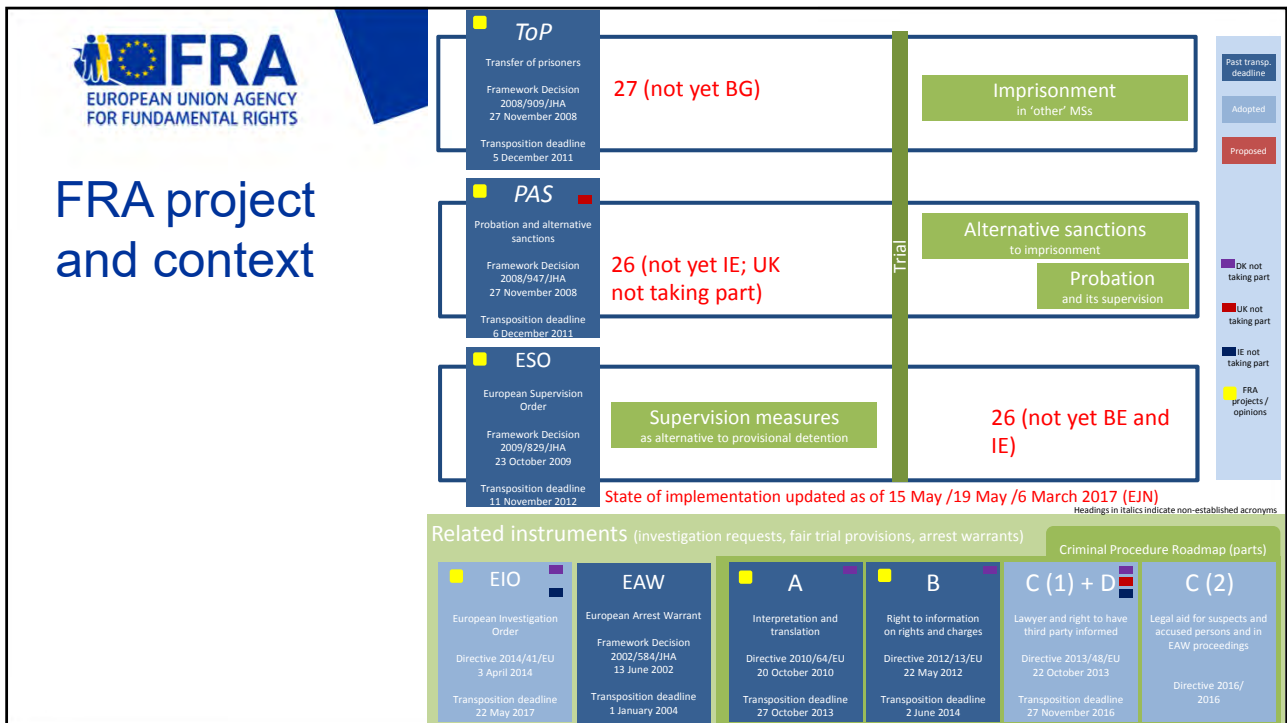 FRA
EUROPEAN UNION AGENCY
FOR FUNDAMENTAL RIGHTS
FRA project
and context
ToP
Transfer of prisoners
Framework Decision
2008/909/JHA
27 November 2008
Transposition deadline
5 December 2011
27 (not yet BG)
Imprisonment
in 'other' MSs
PAS
Probation and alternative
sanctions
Framework Decision
2008/947/JHA
27 November 2008
Transposition deadline
6 December 2011
26 (not yet IE; UK
not taking part)
Trial
Alternative sanctions
to imprisonment
Probation
and its supervision
ESO
European Supervision
Order
Framework Decision
2009/829/JHA
23 October 2009
Transposition deadline
11 November 2012
Supervision measures
as alternative to provisional detention
26 (not yet BE and
IE)
Past transp.
deadline
Adopted
Proposed
DK not
taking part
UK not
taking part
IE not
taking part
FRA
projects /
opinions
State of implementation updated as of 15 May /19 May /6 March 2017 (EJN)
Headings in italics indicate non-established acronyms
Related instruments (investigation requests, fair trial provisions, arrest warrants)
Criminal Procedure Roadmap (parts)
EIO
European Investigation
Order
Directive 2014/41/EU
3 April 2014
Transposition deadline
22 May 2017
EAW
European Arrest Warrant
Framework Decision
2002/584/JHA
13 June 2002
Transposition deadline
1 January 2004
A
Interpretation and
translation
Directive 2010/64/EU
20 October 2010
Transposition deadline
27 October 2013
B
Right to information
on rights and charges
Directive 2012/13/EU
22 May 2012
Transposition deadline
2 June 2014
C (1) + D
Lawyer and right to have
third party informed
Directive 2013/48/EU
22 October 2013
Transposition deadline
27 November 2016
C (2)
Legal aid for suspects and
accused persons and in
EAW proceedings
Directive 2016/
2016